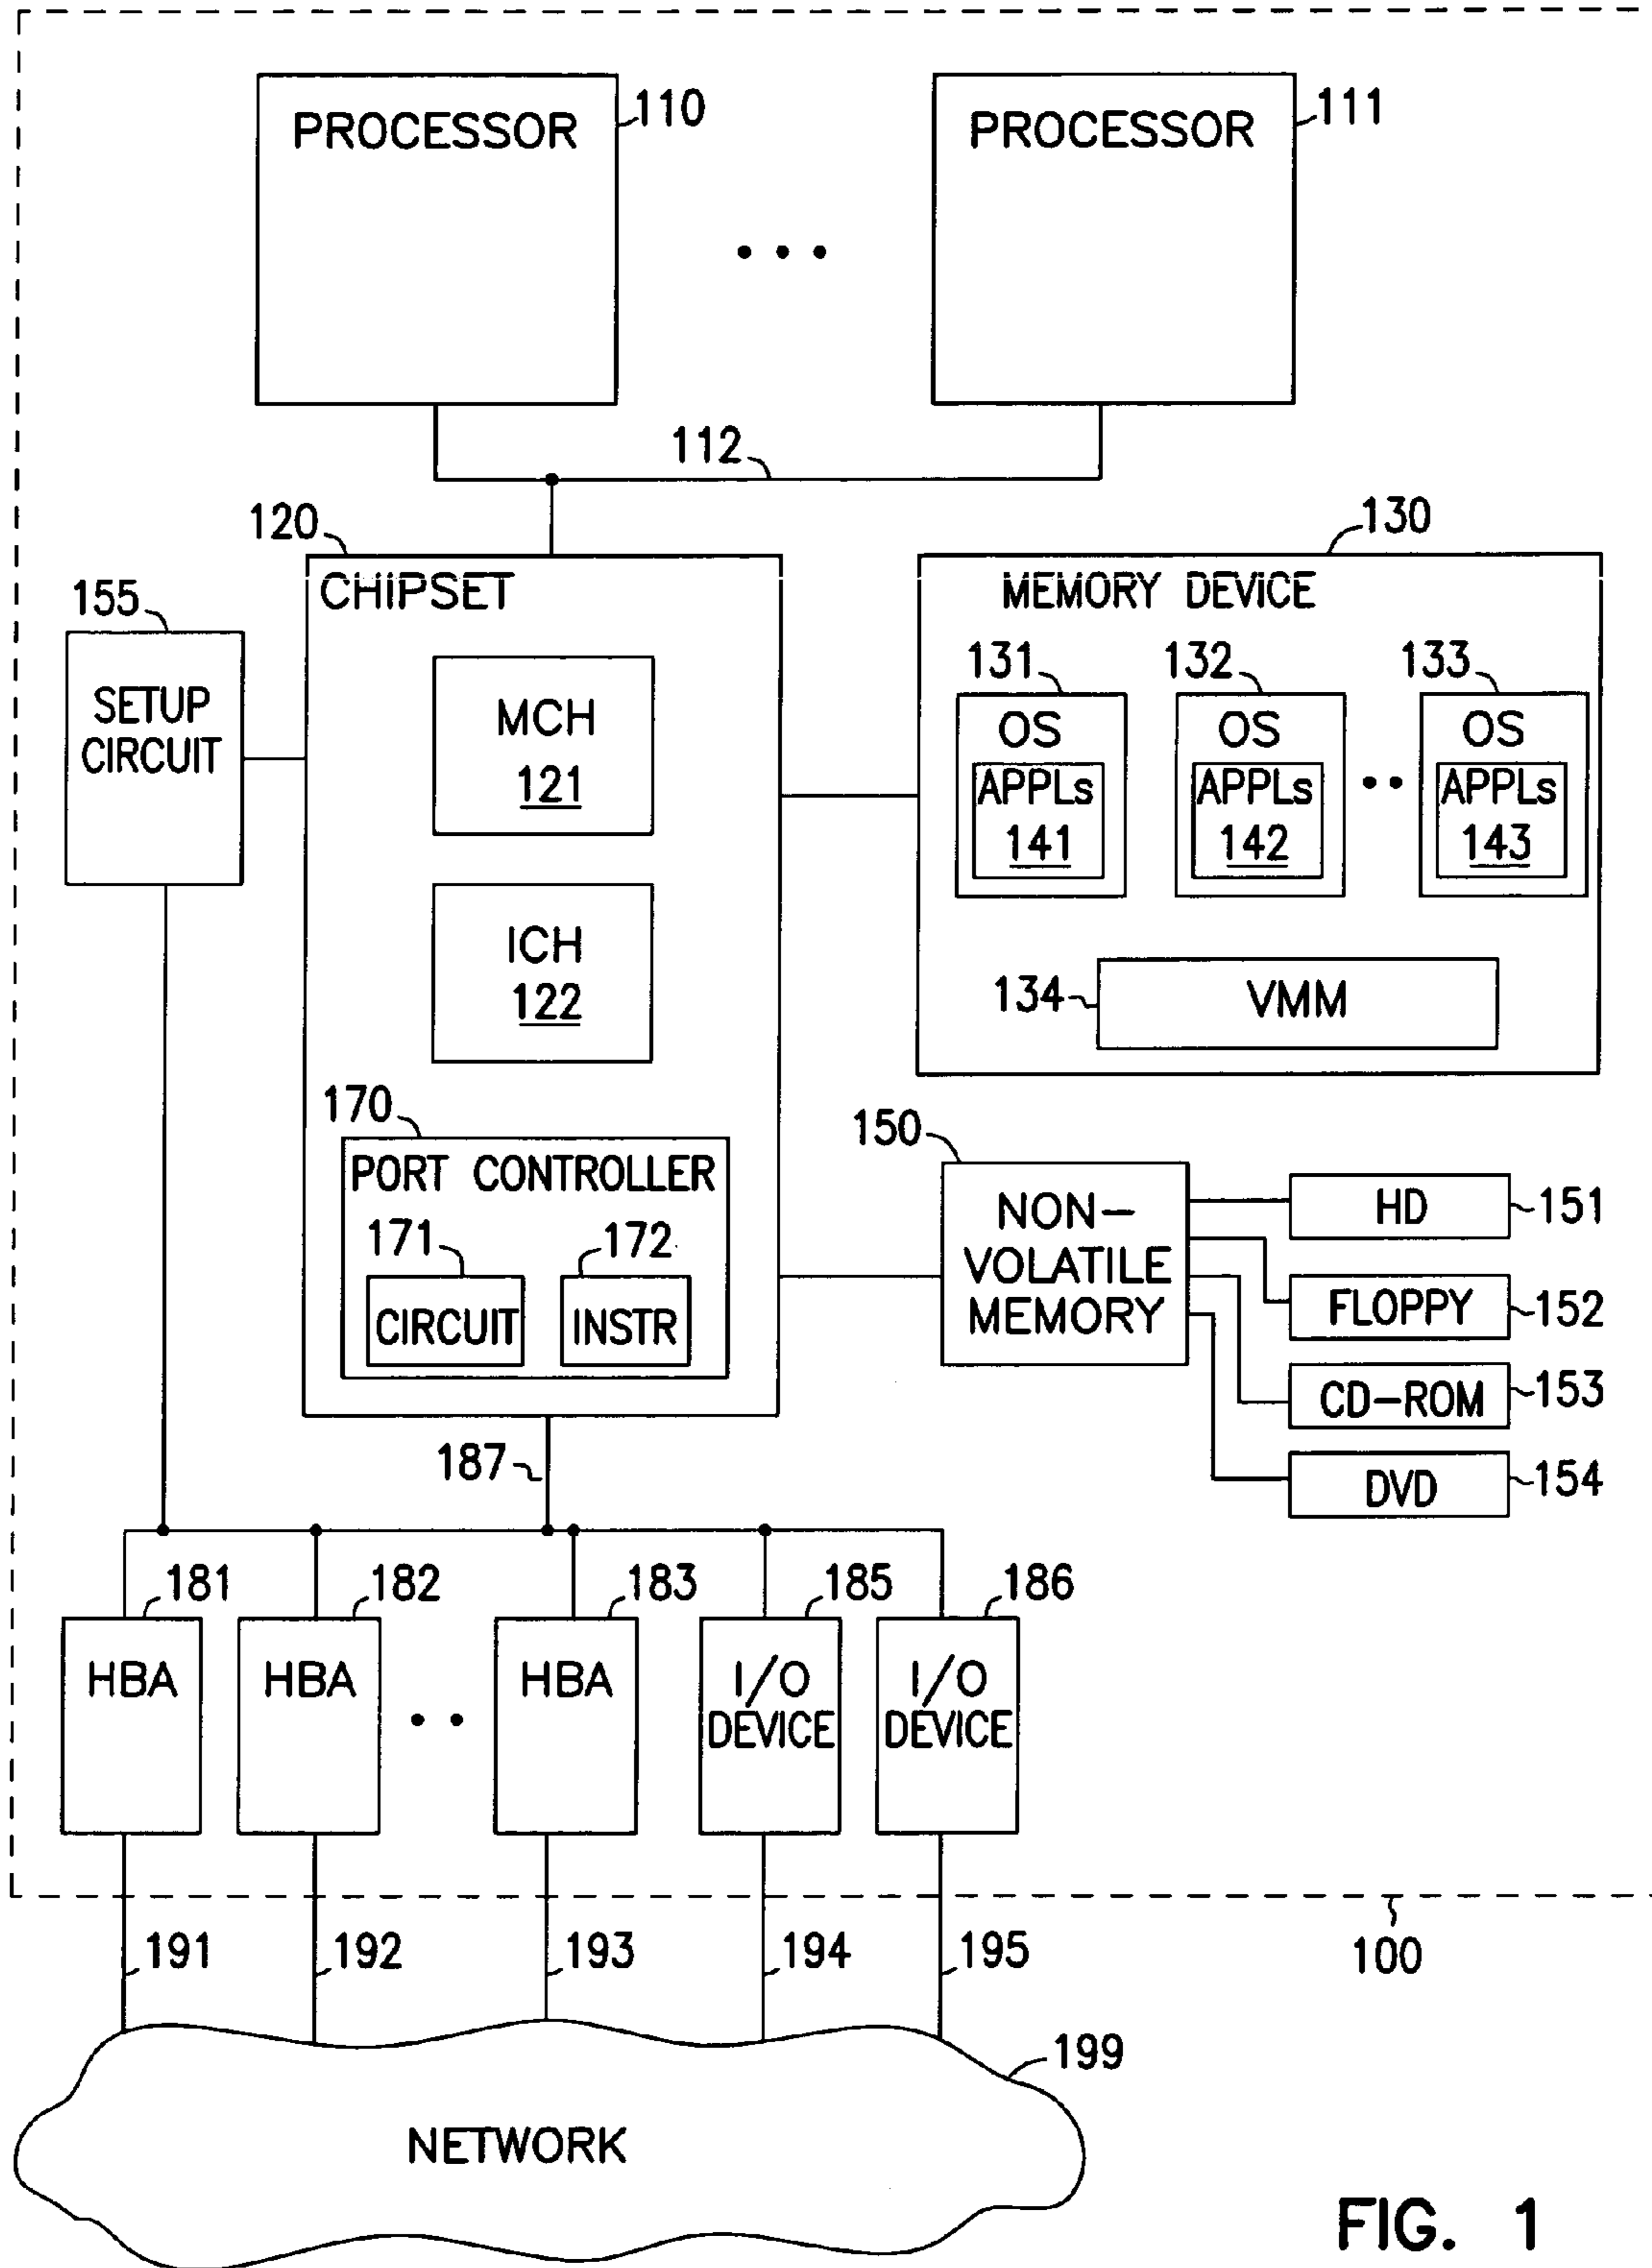 PROCESSOR
110
PROCESSOR
111
112
120
CHIPSET
130
MEMORY DEVICE
155
SETUP
CIRCUIT
MCH
121
131
OS
APPLs
141
132
OS
APPLs
142
133
OS
APPLs
143
ICH
122
134
VMM
170
PORT CONTROLLER
171
CIRCUIT
172
INSTR
150
NON-
VOLATILE
MEMORY
HD
151
FLOPPY
152
CD-ROM
153
DVD
154
187
181
HBA
182
HBA
183
HBA
185
I/O
DEVICE
186
I/O
DEVICE
191
192
193
194
195
100
199
NETWORK
FIG. 1